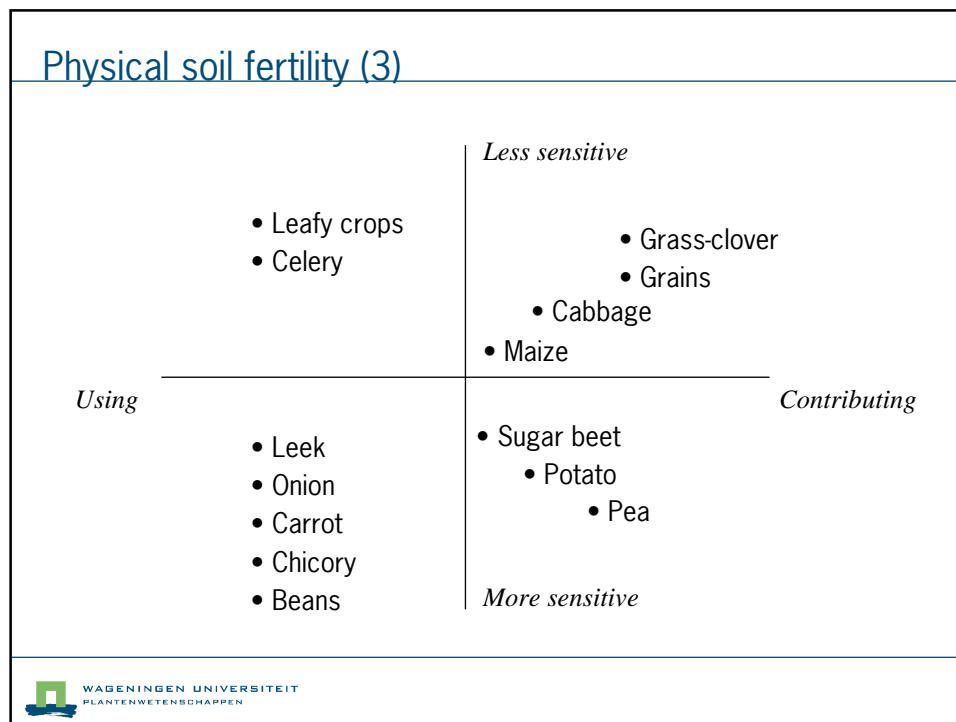 Physical soil fertility (3)
Less sensitive
• Leafy crops
• Celery
• Grass-clover
• Grains
• Cabbage
• Maize
Using
Contributing
• Leek
• Onion
• Carrot
• Chicory
• Beans
• Sugar beet
• Potato
• Pea
More sensitive
WAGENINGEN UNIVERSITEIT
PLANTENWETENSCHAPPEN